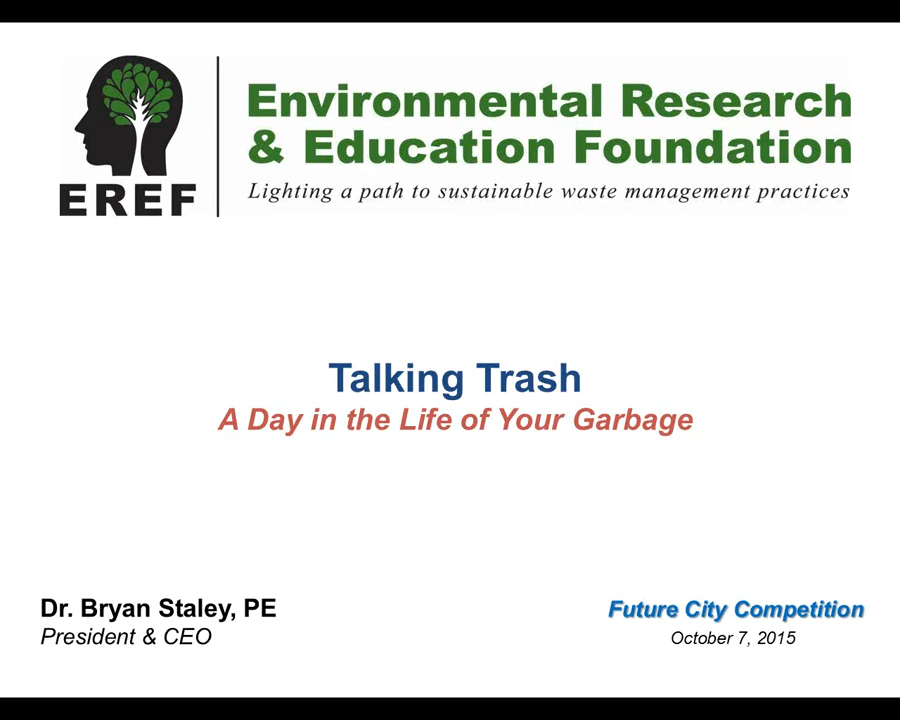 Environmental Research
& Education Foundation
EREF
Lighting a path to sustainable waste management practices
Talking Trash
A Day in the Life of Your Garbage
Dr. Bryan Staley, PE
President & CEO
Future City Competition
October 7, 2015